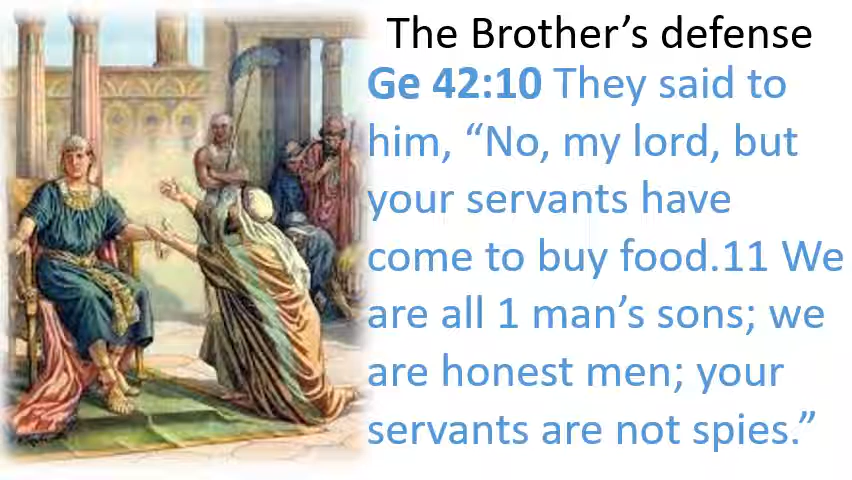 The Brother’s defense
Ge 42:10 They said to
him, “No, my lord, but
your servants have
come to buy food.11 We
are all 1 man’s sons; we
are honest men; your
servants are not spies.”